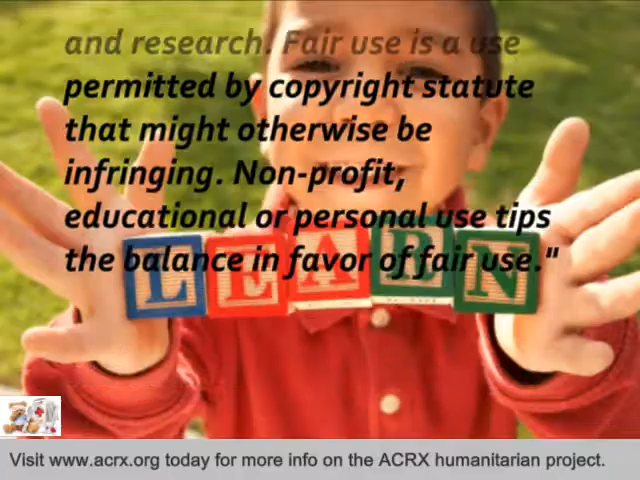 and research. Fair use is a use
permitted by copyright statute
that might otherwise be
infringing. Non-profit,
educational or personal use tips
the balance in favor of fair use."
LEARN
Visit www.acrx.org today for more info on the ACRX humanitarian project.